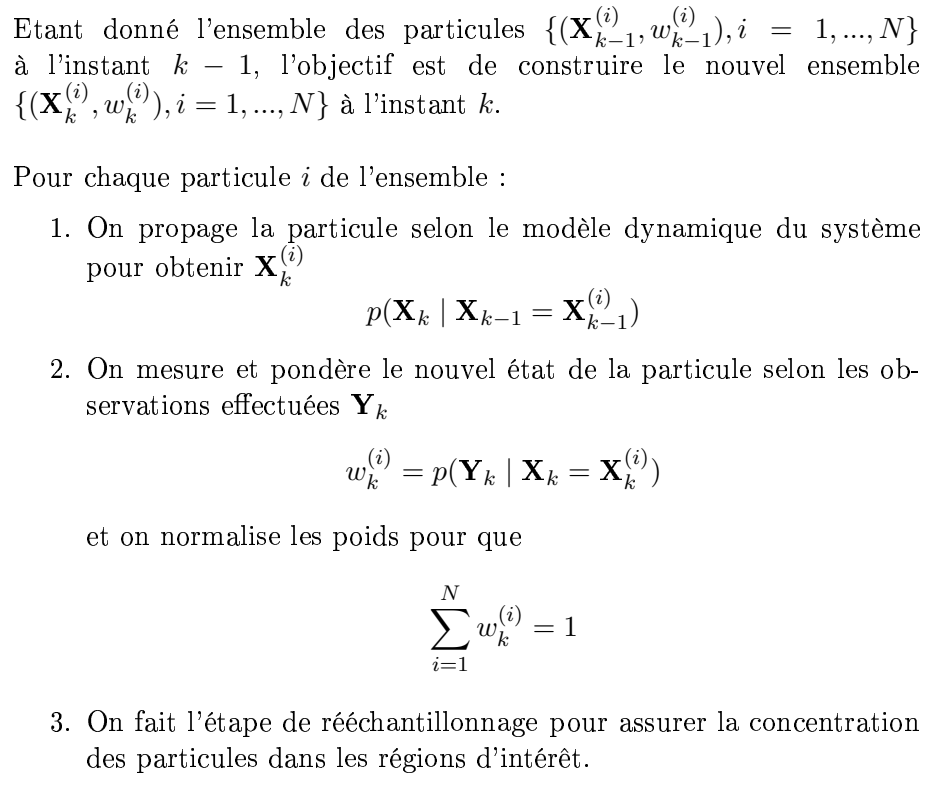 Etant donné l'ensemble des particules {(𝐗_{k−1}^{(i)}, w_{k−1}^{(i)}), i = 1, ..., N}
à l'instant k − 1, l'objectif est de construire le nouvel ensemble
{(𝐗_k^{(i)}, w_k^{(i)}), i = 1, ..., N} à l'instant k.
Pour chaque particule i de l'ensemble :
1. On propage la particule selon le modèle dynamique du système
pour obtenir 𝐗_k^{(i)}
p(𝐗_k | 𝐗_{k−1} = 𝐗_{k−1}^{(i)})
2. On mesure et pondère le nouvel état de la particule selon les ob-
servations effectuées 𝐘_k
w_k^{(i)} = p(𝐘_k | 𝐗_k = 𝐗_k^{(i)})
et on normalise les poids pour que
∑_{i=1}^{N} w_k^{(i)} = 1
3. On fait l'étape de rééchantillonnage pour assurer la concentration
des particules dans les régions d'intérêt.